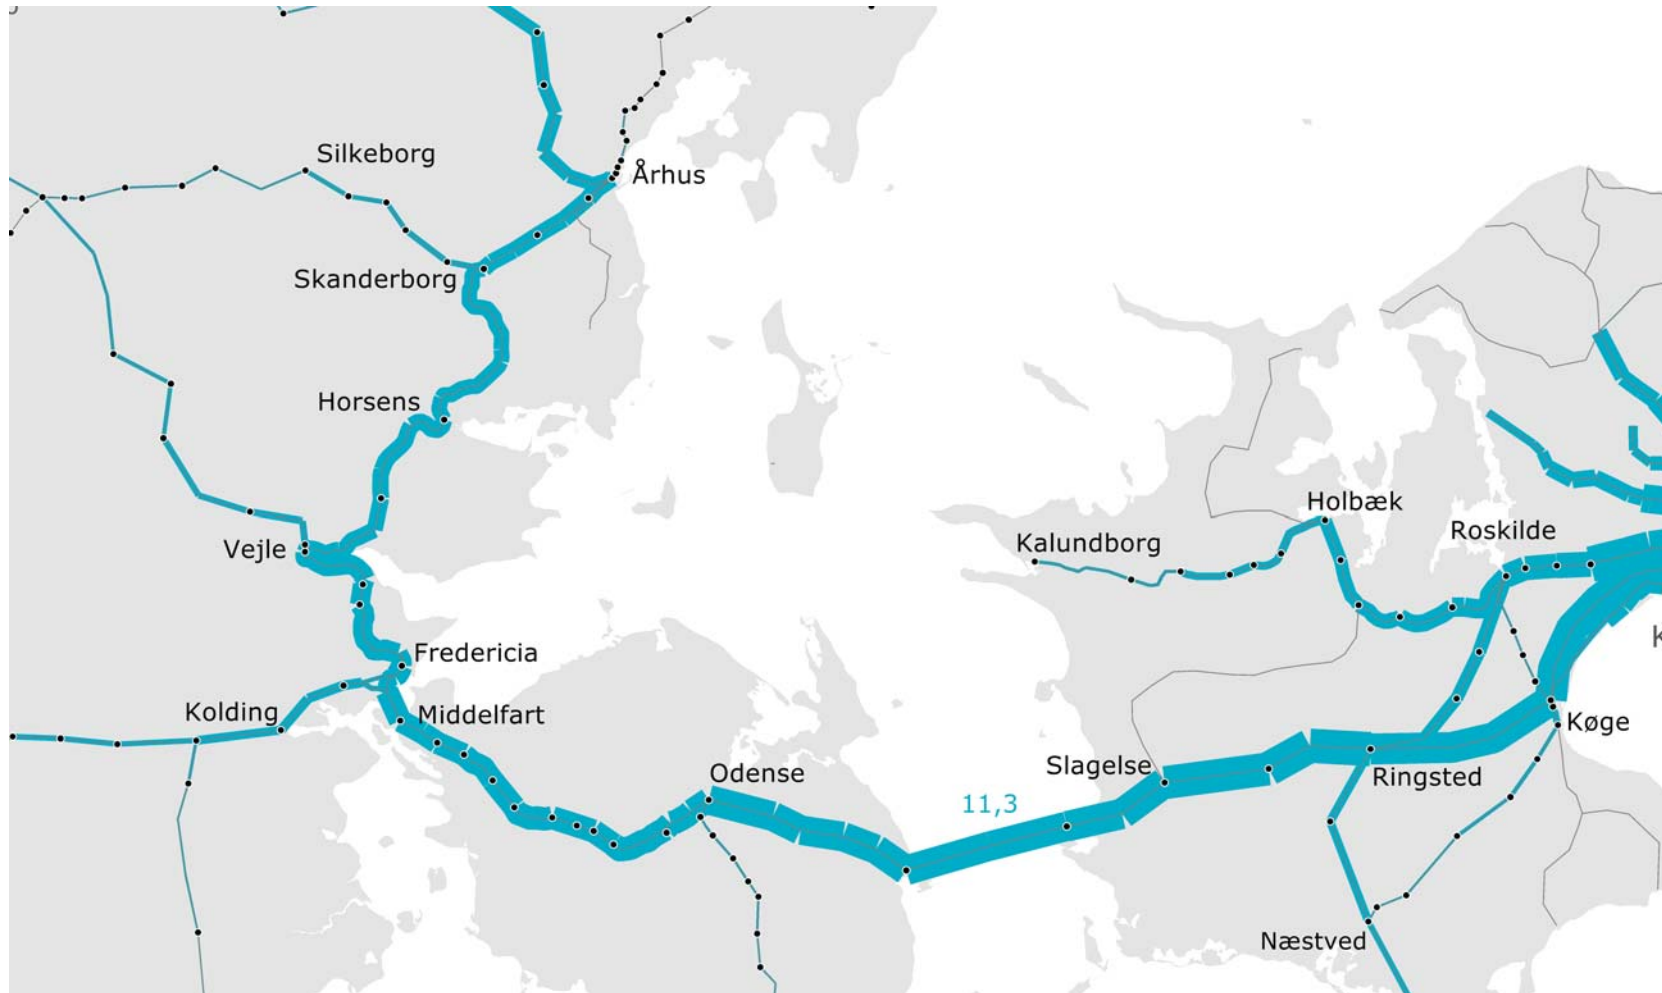 Silkeborg
Århus
Skanderborg
Horsens
Holbæk
Roskilde
Kalundborg
Vejle
Fredericia
Kolding
Middelfart
Køge
Odense
Slagelse
Ringsted
11,3
Næstved